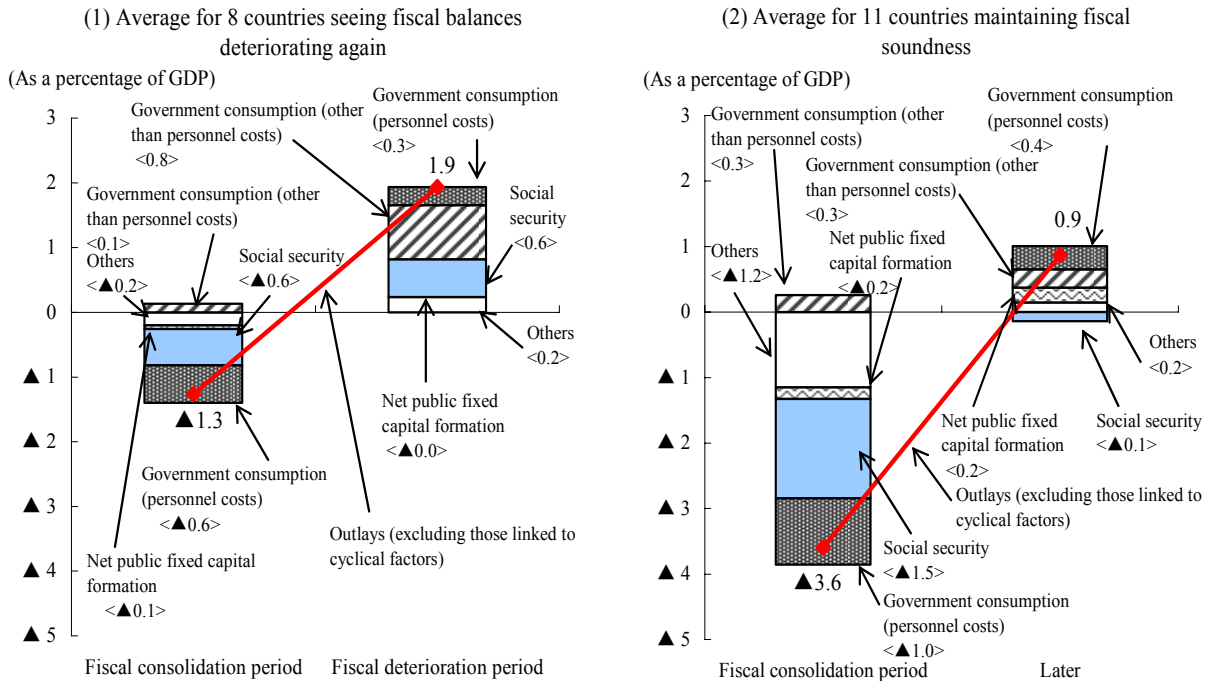 (1) Average for 8 countries seeing fiscal balances
deteriorating again
(As a percentage of GDP)
3
2
1
0
▲ 1
▲ 2
▲ 3
▲ 4
▲ 5
Government consumption (other
than personnel costs)
<0.8>
Government consumption
(personnel costs)
<0.3>
1.9
Government consumption (other
than personnel costs)
<0.1>
Others
<▲0.2>
Social security
<▲0.6>
Social
security
<0.6>
Others
<0.2>
▲1.3
Net public fixed
capital formation
<▲0.0>
Government consumption
(personnel costs)
<▲0.6>
Outlays (excluding those linked to
cyclical factors)
Net public fixed capital
formation
<▲0.1>
Fiscal consolidation period
Fiscal deterioration period
(2) Average for 11 countries maintaining fiscal
soundness
(As a percentage of GDP)
3
2
1
0
▲ 1
▲ 2
▲ 3
▲ 4
▲ 5
Government consumption (other
than personnel costs)
<0.3>
Government consumption
(personnel costs)
<0.4>
Government consumption (other
than personnel costs)
<0.3>
0.9
Others
<▲1.2>
Net public fixed
capital formation
<▲0.2>
Others
<0.2>
Net public fixed
capital formation
<0.2>
Social security
<▲0.1>
Outlays (excluding those linked to
cyclical factors)
Social security
<▲1.5>
▲3.6
Government consumption
(personnel costs)
<▲1.0>
Fiscal consolidation period
Later